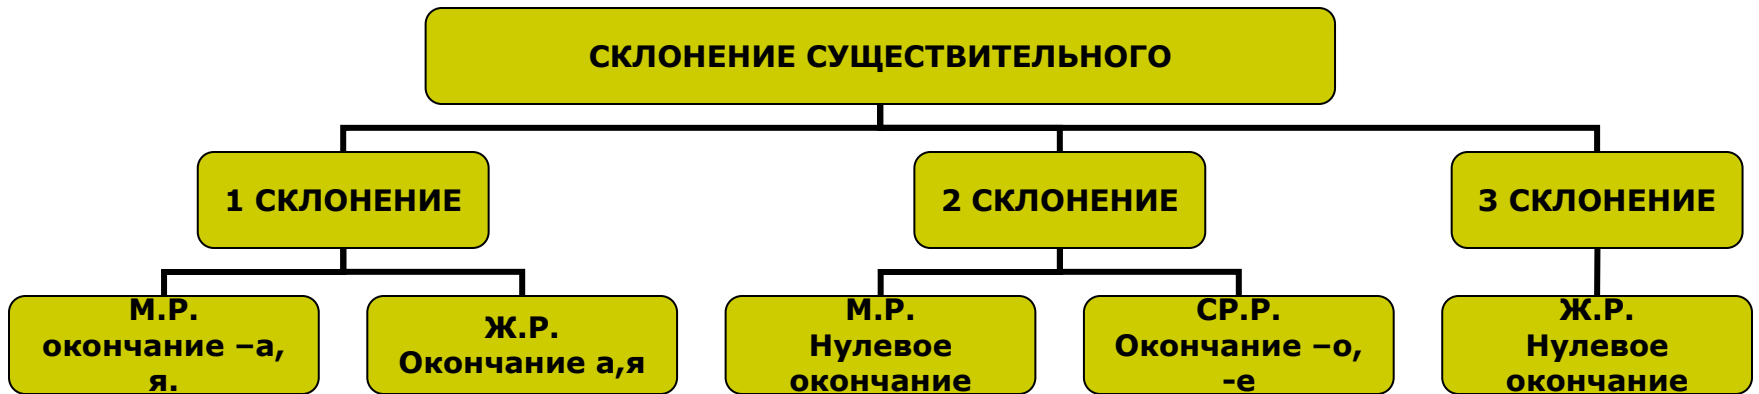 СКЛОНЕНИЕ СУЩЕСТВИТЕЛЬНОГО
1 СКЛОНЕНИЕ
2 СКЛОНЕНИЕ
3 СКЛОНЕНИЕ
М.Р.
окончание –а,
я.
Ж.Р.
Окончание а,я
М.Р.
Нулевое
окончание
СР.Р.
Окончание –о,
-е
Ж.Р.
Нулевое
окончание